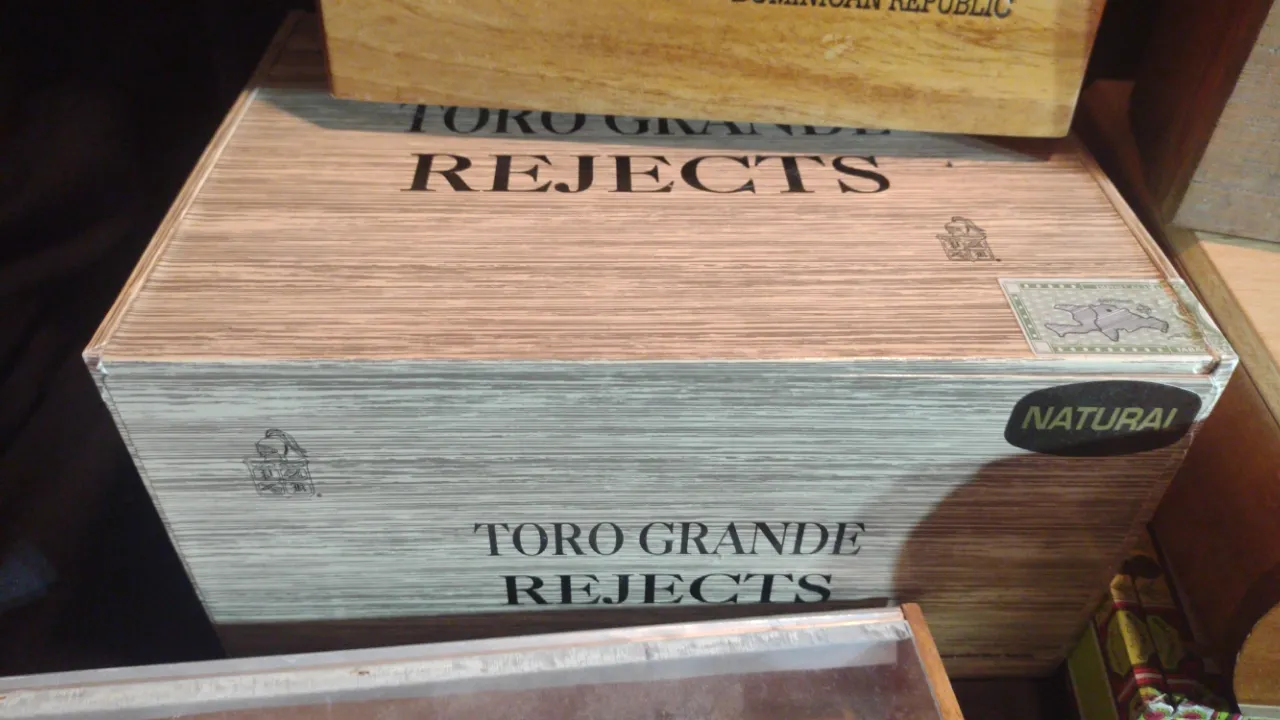 DOMINICAN REPUBLIC
TORO GRANDE
REJECTS
NATURAL
TORO GRANDE
REJECTS